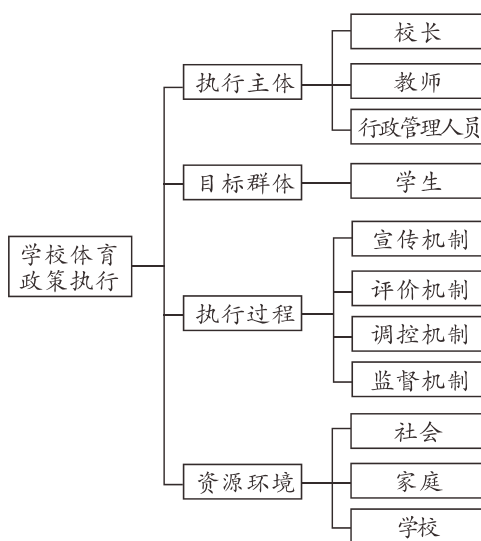 学校体育
政策执行
执行主体
校长
教师
行政管理人员
目标群体
学生
执行过程
宣传机制
评价机制
调控机制
监督机制
资源环境
社会
家庭
学校